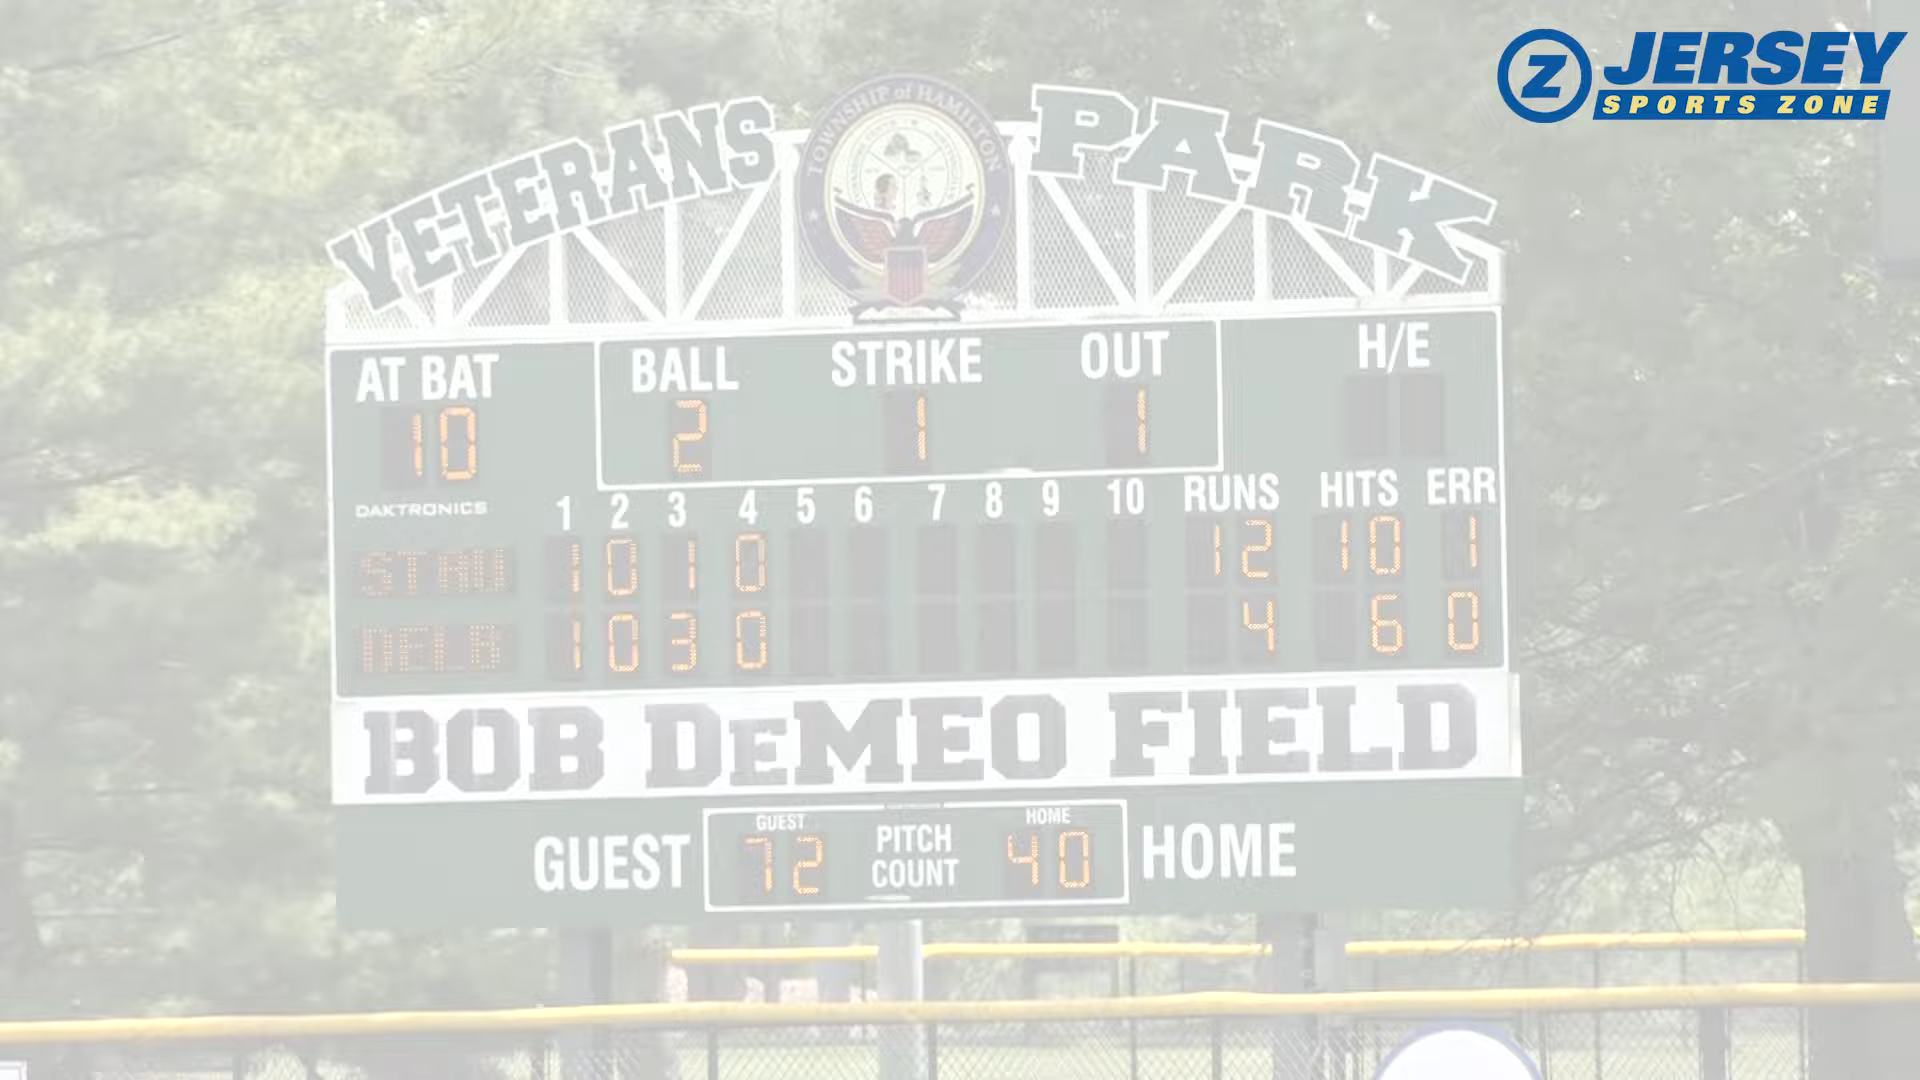 JERSEY
SPORTS ZONE
VETERANS PARK
TOWNSHIP of HAMILTON
AT BAT BALL STRIKE OUT H/E
10 2 1 1
DAKTRONICS 1 2 3 4 5 6 7 8 9 10 RUNS HITS ERR
1 0 1 0 12 10 1
DELB 1 0 3 0 4 6 0
BOB DEMEO FIELD
GUEST HOME
GUEST 72 PITCH COUNT 40 HOME